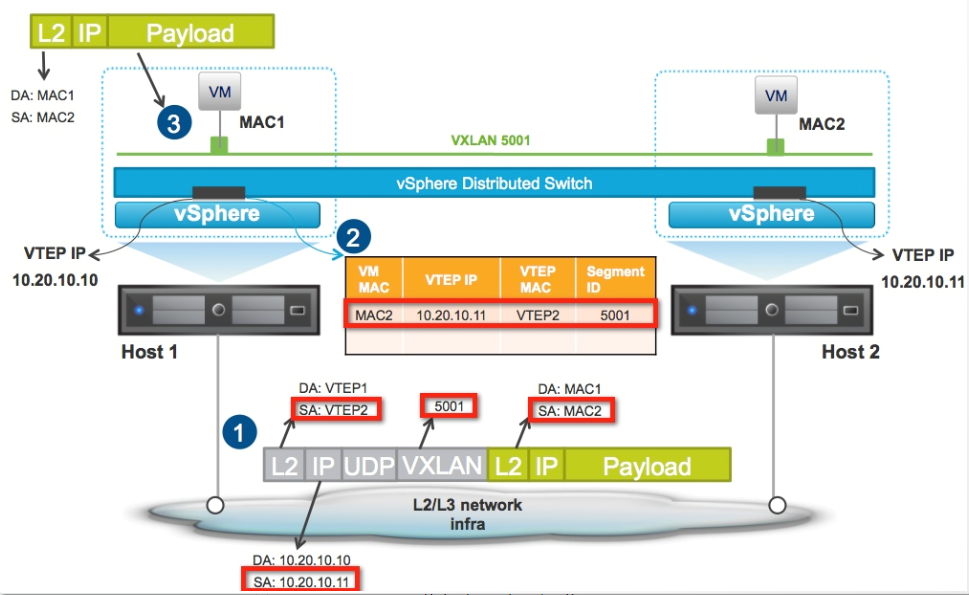 L2 IP Payload
DA: MAC1
SA: MAC2
3
VM
MAC1
VM
MAC2
VXLAN 5001
vSphere Distributed Switch
vSphere
vSphere
VTEP IP
10.20.10.10
2
VTEP IP
10.20.10.11
VM MAC
VTEP IP
VTEP MAC
Segment ID
MAC2 10.20.10.11 VTEP2 5001
Host 1
Host 2
DA: VTEP1
SA: VTEP2
5001
DA: MAC1
SA: MAC2
1
L2 IP UDP VXLAN L2 IP Payload
L2/L3 network
infra
DA: 10.20.10.10
SA: 10.20.10.11